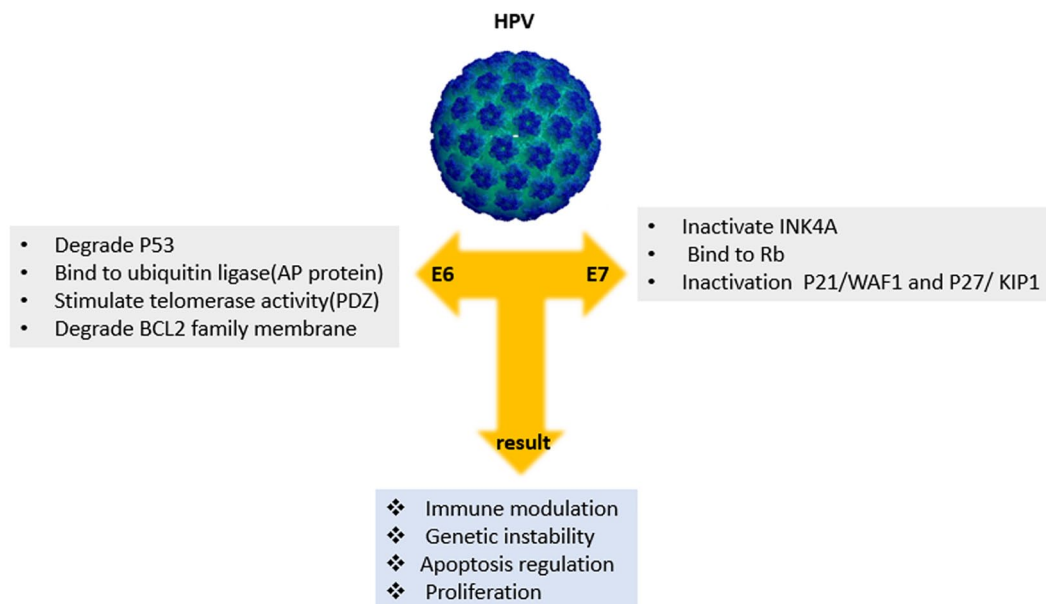 HPV
• Degrade P53
• Bind to ubiquitin ligase(AP protein)
• Stimulate telomerase activity(PDZ)
• Degrade BCL2 family membrane
E6
E7
• Inactivate INK4A
• Bind to Rb
• Inactivation P21/WAF1 and P27/ KIP1
result
❖ Immune modulation
❖ Genetic instability
❖ Apoptosis regulation
❖ Proliferation